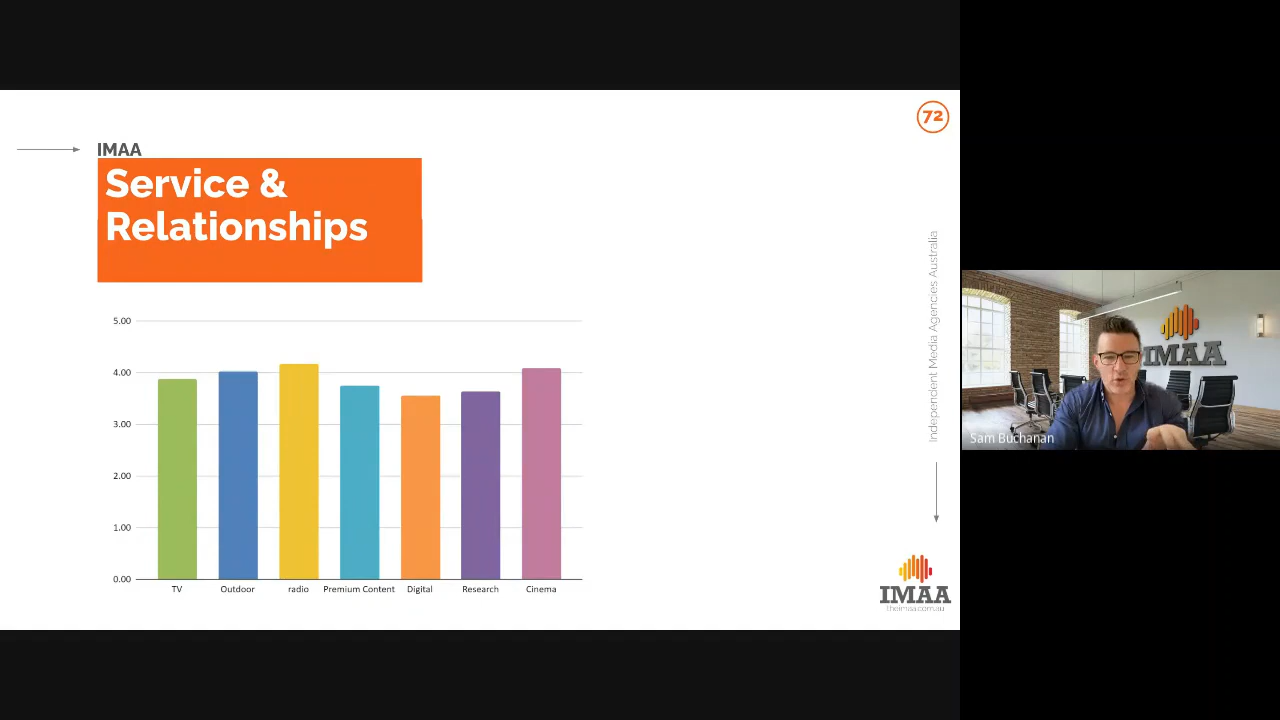 72
IMAA
Service &
Relationships
5.00
4.00
3.00
2.00
1.00
0.00
TV
Outdoor
radio
Premium Content
Digital
Research
Cinema
Independent Media Agencies Australia
IMAA
theimaa.com.au
IMAA
Sam Buchanan